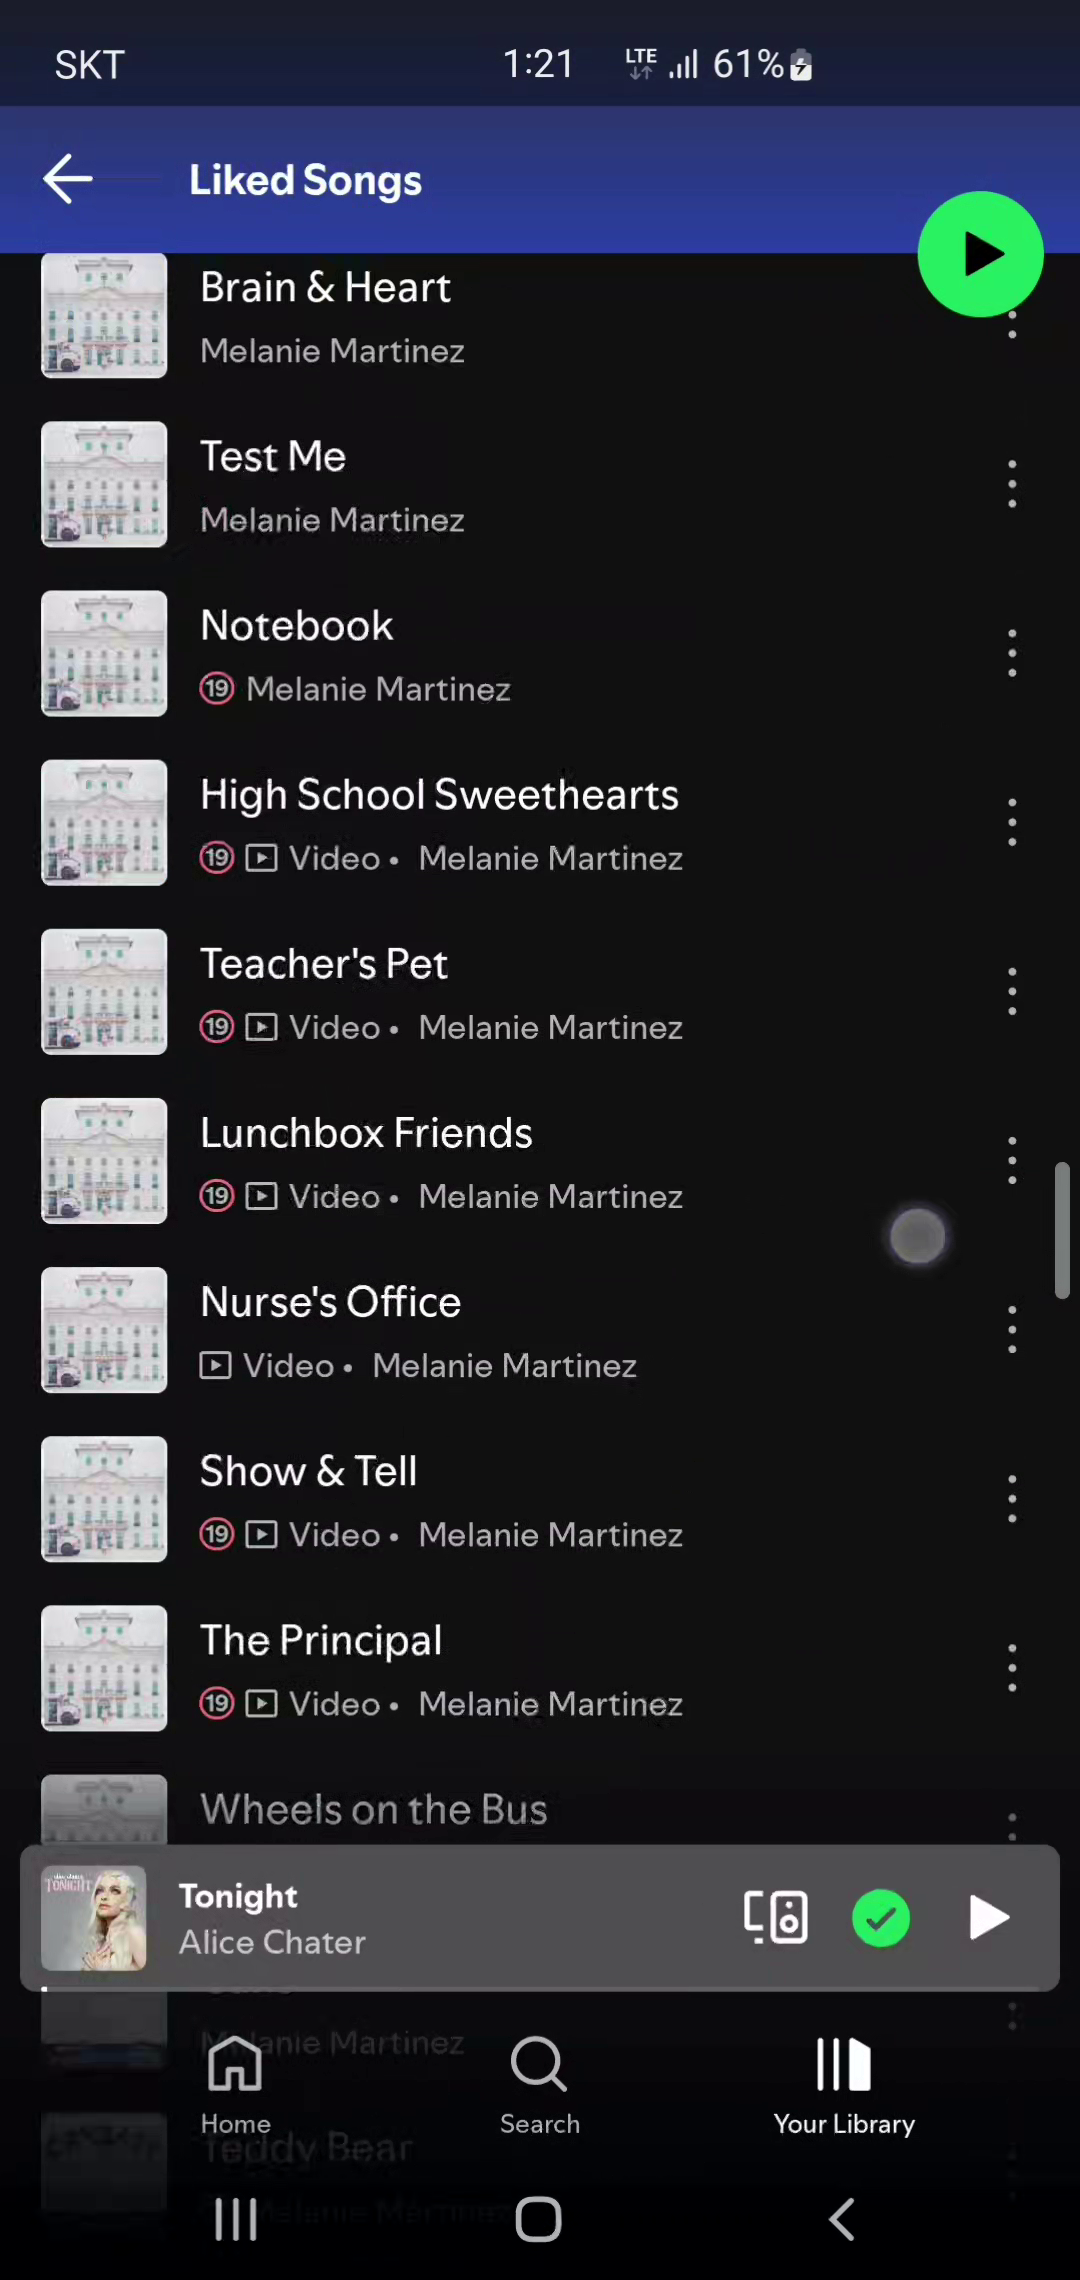 SKT 1:21 LTE 61%
Liked Songs
Brain & Heart
Melanie Martinez
Test Me
Melanie Martinez
Notebook
19 Melanie Martinez
High School Sweethearts
19 Video • Melanie Martinez
Teacher's Pet
19 Video • Melanie Martinez
Lunchbox Friends
19 Video • Melanie Martinez
Nurse's Office
Video • Melanie Martinez
Show & Tell
19 Video • Melanie Martinez
The Principal
19 Video • Melanie Martinez
Wheels on the Bus
TONIGHT
Tonight
Alice Chater
Melanie Martinez
Home Search Your Library
Teddy Bear
Melanie Martinez